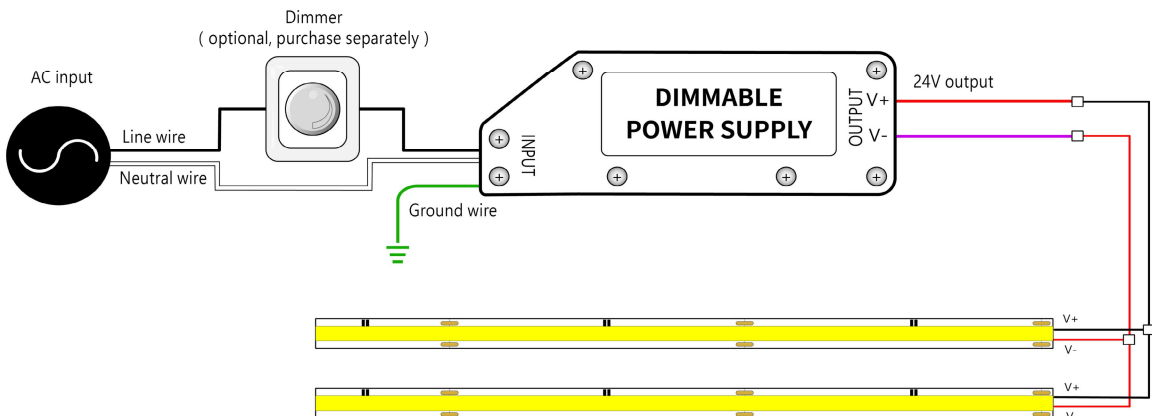 Dimmer
( optional, purchase separately )
AC input
Line wire
Neutral wire
Ground wire
INPUT
DIMMABLE
POWER SUPPLY
OUTPUT
V+
V-
24V output
V+
V-
V+
V-